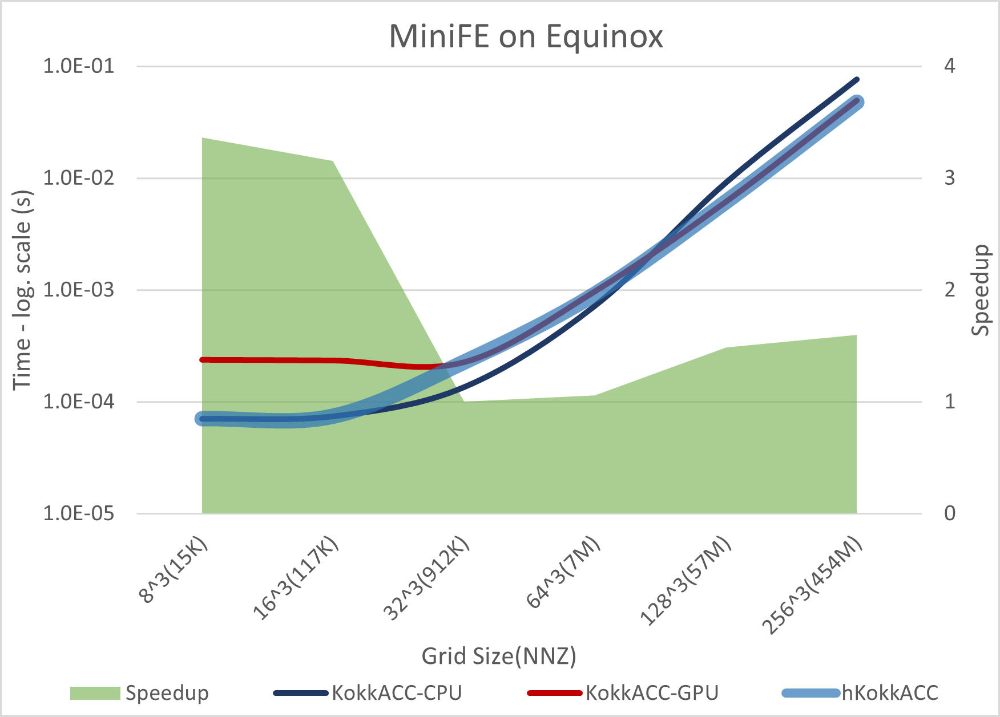 MiniFE on Equinox
1.0E-01
1.0E-02
1.0E-03
1.0E-04
1.0E-05
Time - log. scale (s)
4
3
2
1
0
Speedup
8^3(15K)
16^3(117K)
32^3(912K)
64^3(7M)
128^3(57M)
256^3(454M)
Grid Size(NNZ)
Speedup
KokkACC-CPU
KokkACC-GPU
hKokkACC